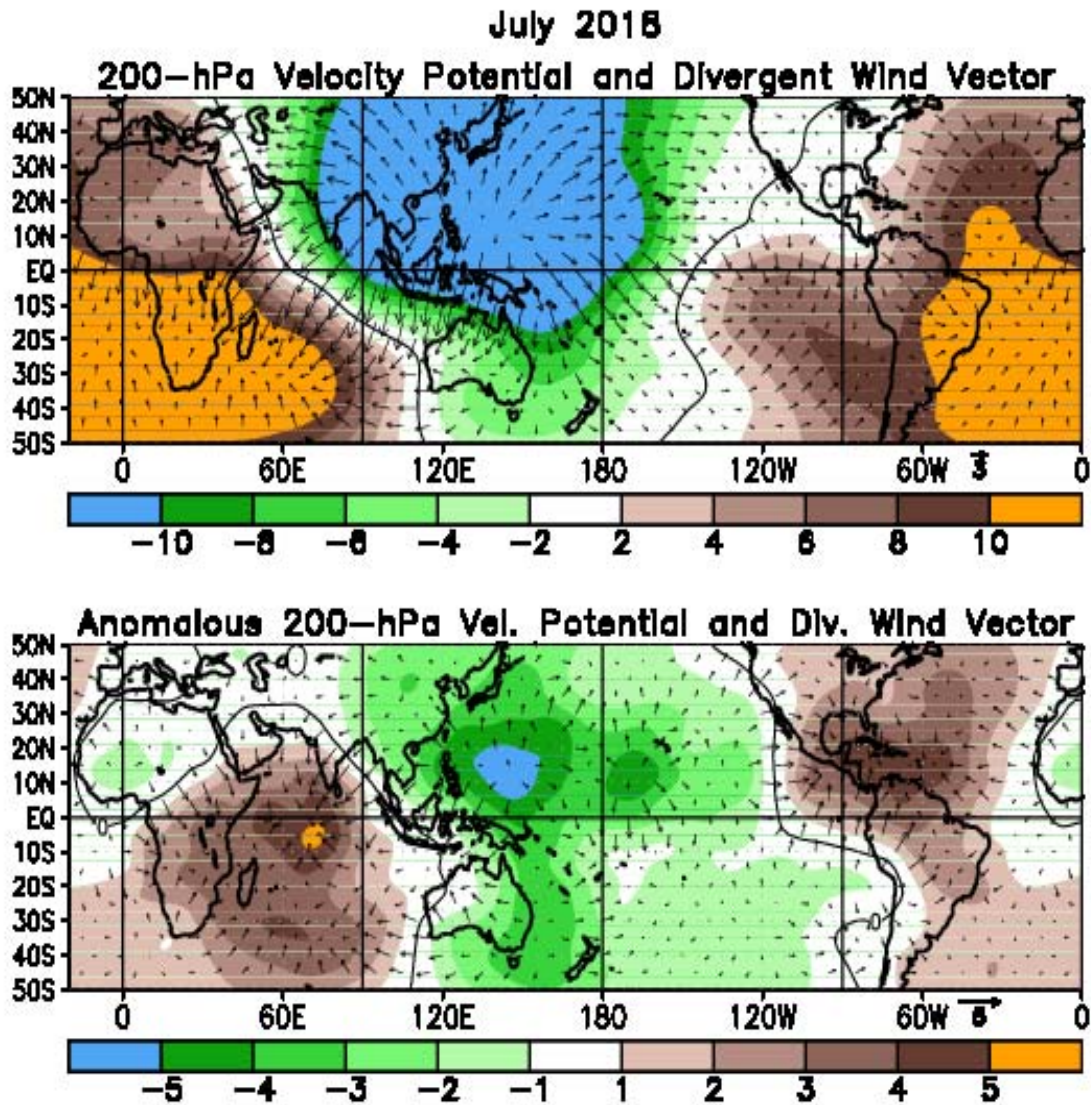 July 2018
200-hPa Velocity Potential and Divergent Wind Vector
50N
40N
30N
20N
10N
EQ
10S
20S
30S
40S
50S
0 60E 120E 180 120W 60W 3 0
-10 -8 -6 -4 -2 2 4 6 8 10
Anomalous 200-hPa Vel. Potential and Div. Wind Vector
50N
40N
30N
20N
10N
EQ
10S
20S
30S
40S
50S
0
0
0 60E 120E 180 120W 60W 0
-5 -4 -3 -2 -1 1 2 3 4 5